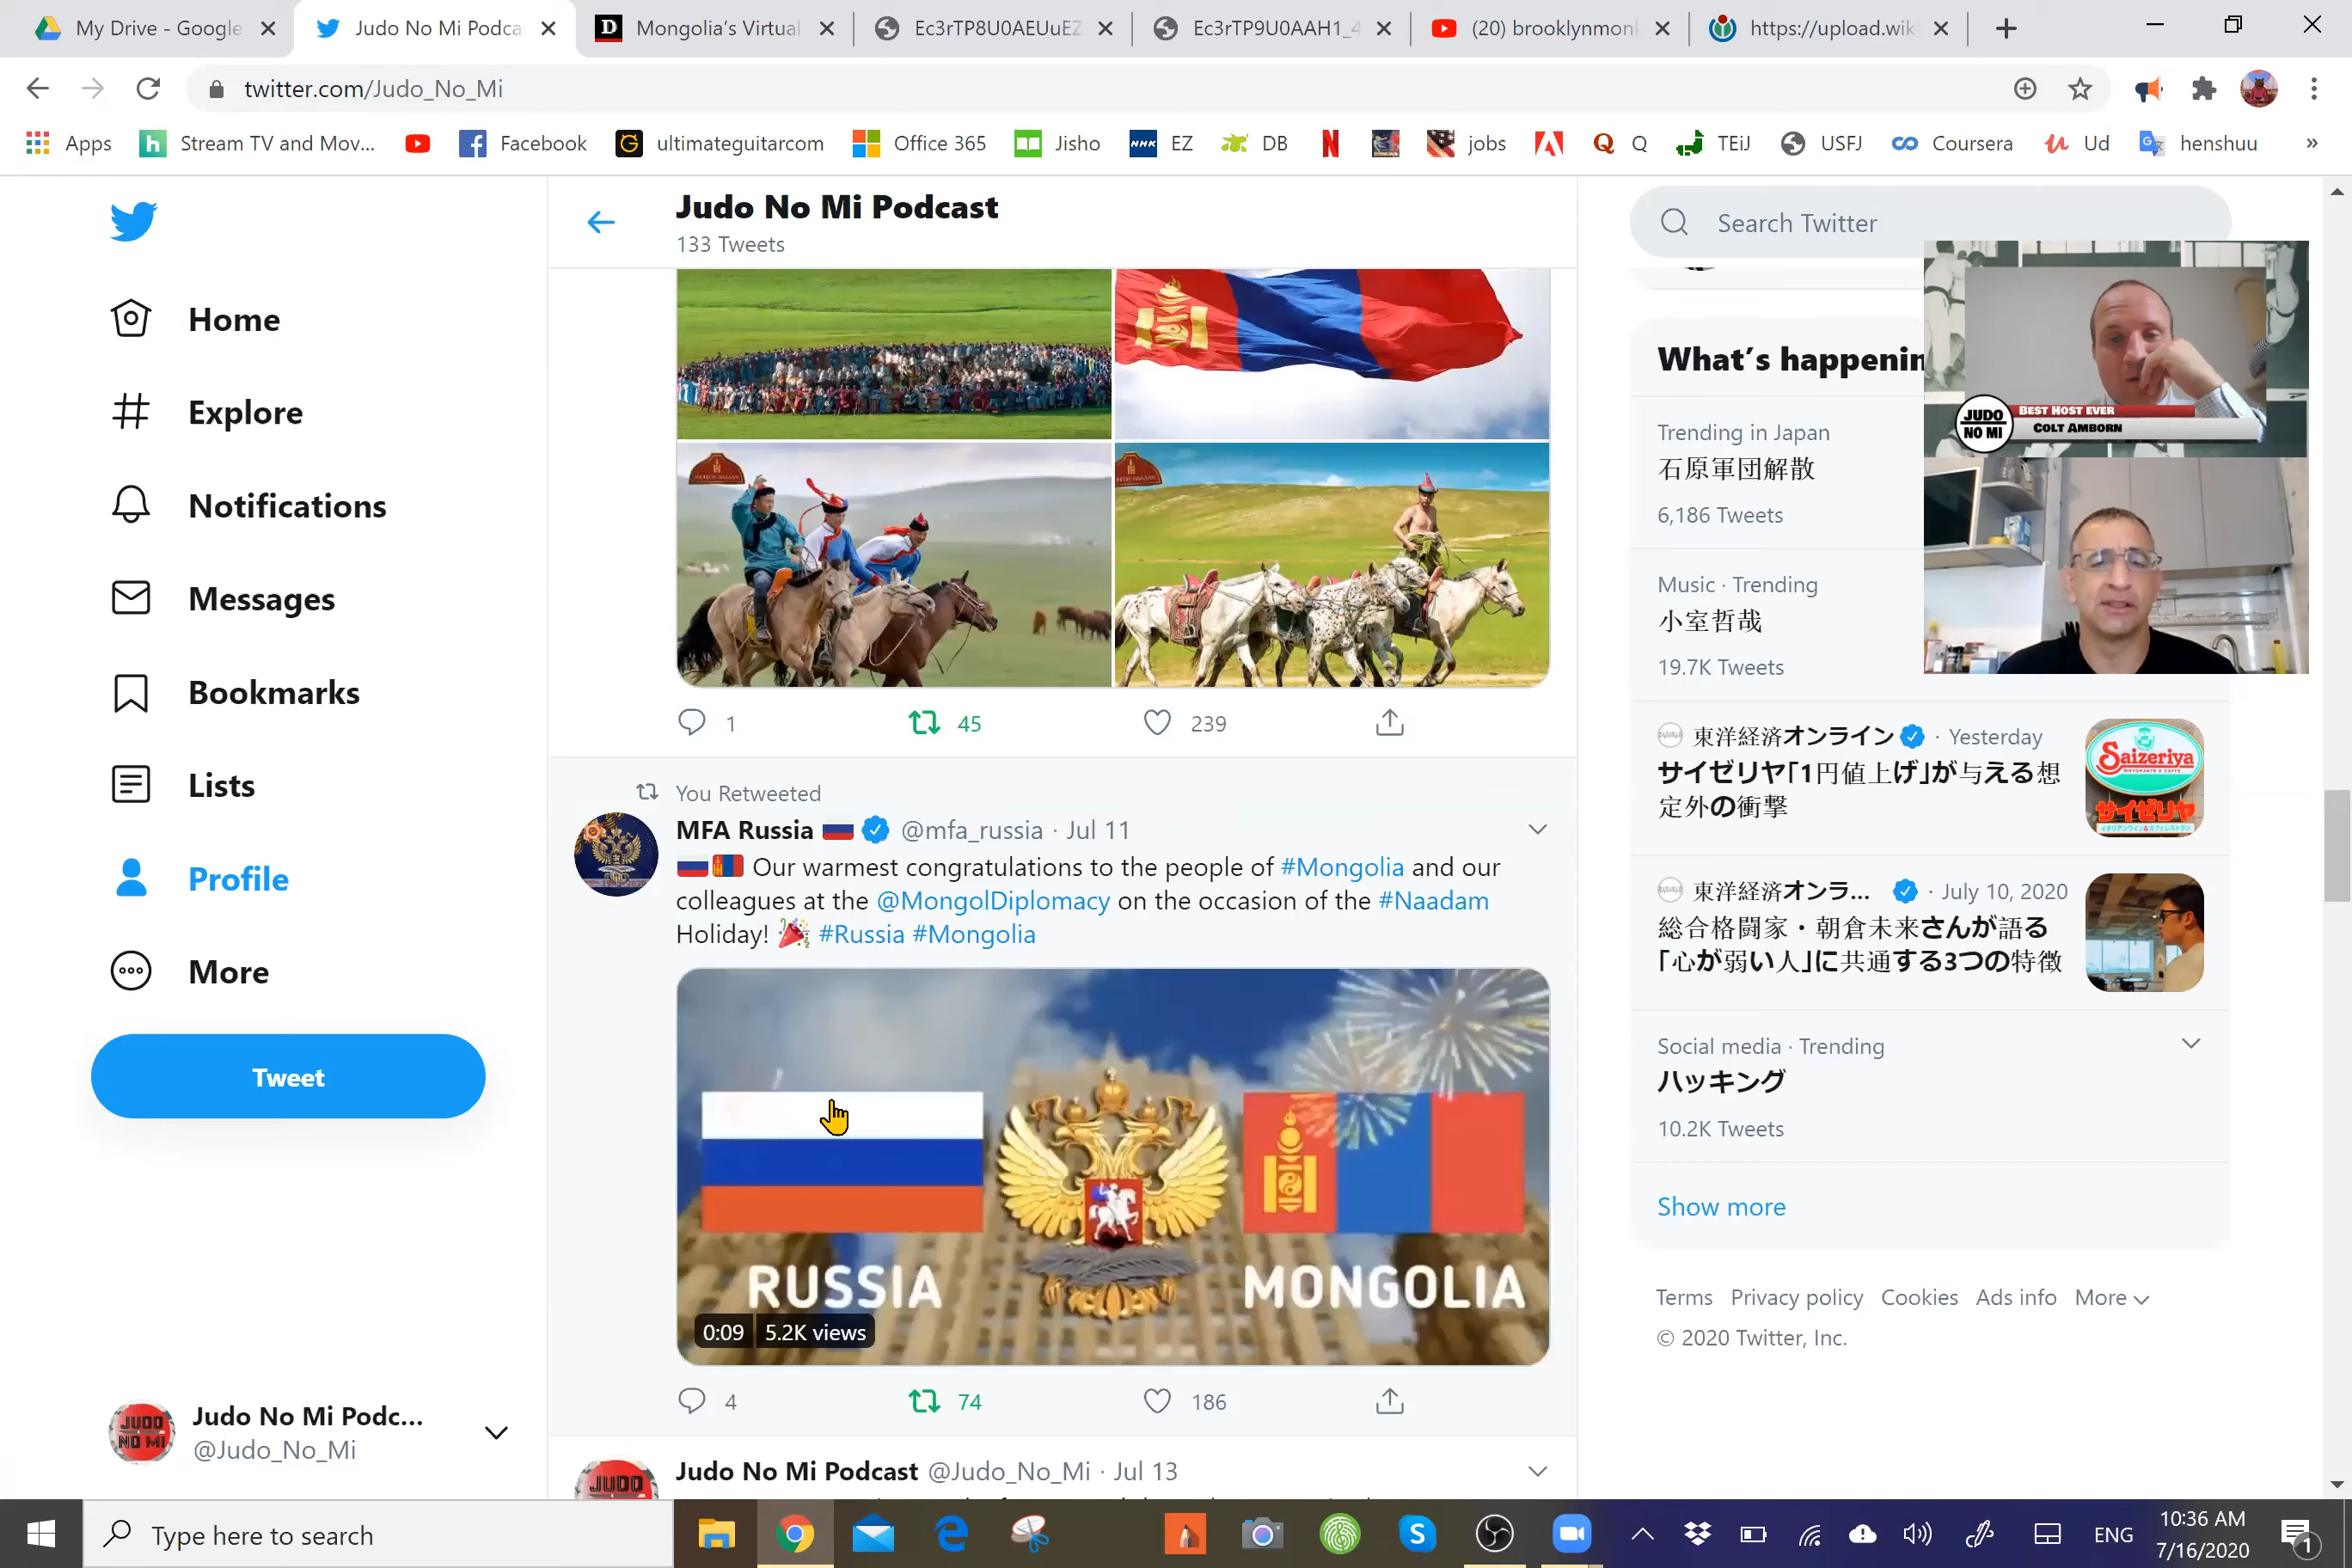 My Drive - Google
Judo No Mi Podca
Mongolia's Virtual
Ec3rTP8U0AEUuEZ
Ec3rTP9U0AAH1_4
(20) brooklynmon
https://upload.wik
twitter.com/Judo_No_Mi
Apps
Stream TV and Mov...
Facebook
ultimateguitarcom
Office 365
Jisho
NHK
EZ
DB
jobs
Q
TEiJ
USFJ
Coursera
Ud
henshuu
»
Home
Explore
Notifications
Messages
Bookmarks
Lists
Profile
More
Tweet
Judo No Mi Podc...
@Judo_No_Mi
JUDO
NO MI
Judo No Mi Podcast
133 Tweets
1
45
239
You Retweeted
MFA Russia @mfa_russia · Jul 11
Our warmest congratulations to the people of #Mongolia and our
colleagues at the @MongolDiplomacy on the occasion of the #Naadam
Holiday! #Russia #Mongolia
RUSSIA
MONGOLIA
0:09
5.2K views
4
74
186
JUDO
Judo No Mi Podcast @Judo_No_Mi · Jul 13
Search Twitter
What's happenin
Trending in Japan
石原軍団解散
6,186 Tweets
Music · Trending
小室哲哉
19.7K Tweets
東洋経済オンライン · Yesterday
サイゼリヤ「1円値上げ」が与える想
定外の衝撃
Saizeriya
サイゼリヤ
東洋経済オンラ... · July 10, 2020
総合格闘家・朝倉未来さんが語る
「心が弱い人」に共通する3つの特徴
Social media · Trending
ハッキング
10.2K Tweets
Show more
Terms Privacy policy Cookies Ads info More
© 2020 Twitter, Inc.
JUDO
NO MI
BEST HOST EVER
COLT AMBORN
Type here to search
ENG
10:36 AM
7/16/2020
1